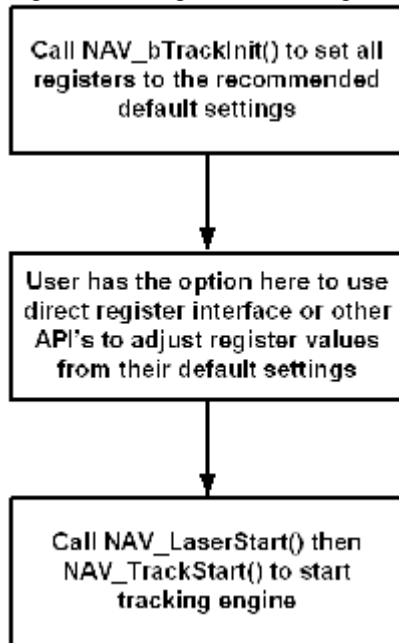 Call NAV_bTrackInit() to set all
registers to the recommended
default settings
User has the option here to use
direct register interface or other
API's to adjust register values
from their default settings
Call NAV_LaserStart() then
NAV_TrackStart() to start
tracking engine